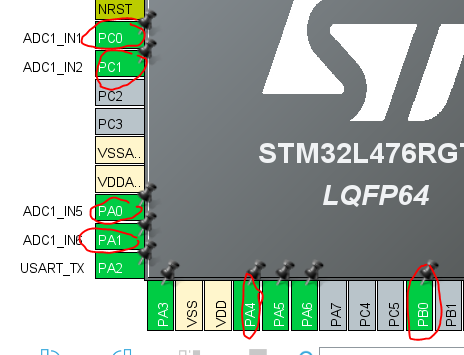 NRST
ADC1_IN1 PC0
ADC1_IN2 PC1
PC2
PC3
VSSA..
VDDA..
ADC1_IN5 PA0
ADC1_IN6 PA1
USART_TX PA2
STM32L476RGT
LQFP64
PA3 VSS VDD PA4 PA5 PA6 PA7 PC4 PC5 PB0 PB1